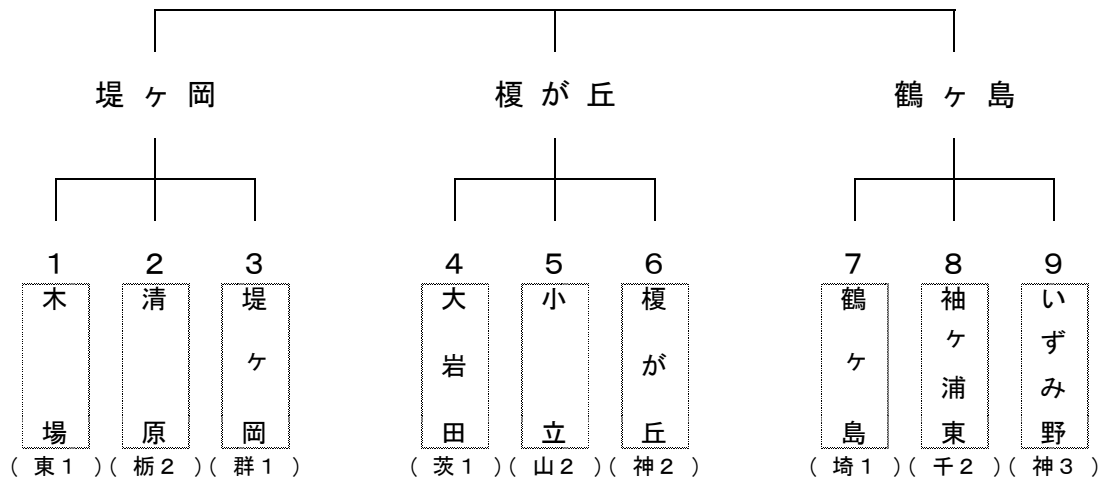 堤ヶ岡 榎が丘 鶴ヶ島
1 2 3 4 5 6 7 8 9
木場 清原 堤ヶ岡 大岩田 小立 榎が丘 鶴ヶ島 袖ヶ浦東 いずみ野
(東1)(栃2)(群1) (茨1)(山2)(神2) (埼1)(千2)(神3)